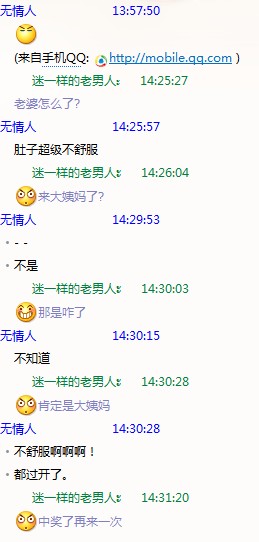 无情人 13:57:50
(来自手机QQ: http://mobile.qq.com )
迷一样的老男人 14:25:27
老婆怎么了?
无情人 14:25:57
肚子超级不舒服
迷一样的老男人 14:26:04
来大姨妈了?
无情人 14:29:53
- -
不是
迷一样的老男人 14:30:03
那是咋了
无情人 14:30:15
不知道
迷一样的老男人 14:30:28
肯定是大姨妈
无情人 14:30:28
不舒服啊啊啊！
都过开了。
迷一样的老男人 14:31:20
中奖了再来一次